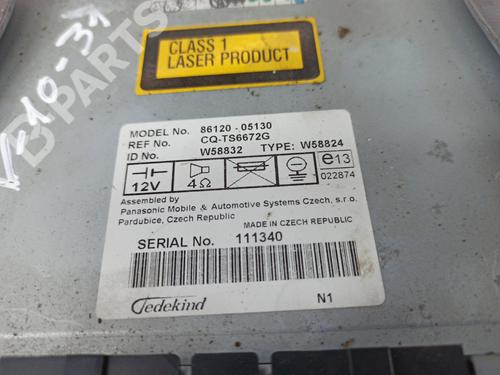 CLASS 1
LASER PRODUCT
MODEL No. 86120 - 05130
REF No. CQ-TS6672G
ID No. W58832 TYPE: W58824
12V 4Ω e13
022874
Assembled by
Panasonic Mobile & Automotive Systems Czech, s.r.o.
Pardubice, Czech Republic
MADE IN CZECH REPUBLIC
SERIAL No. 111340
Tedekind N1